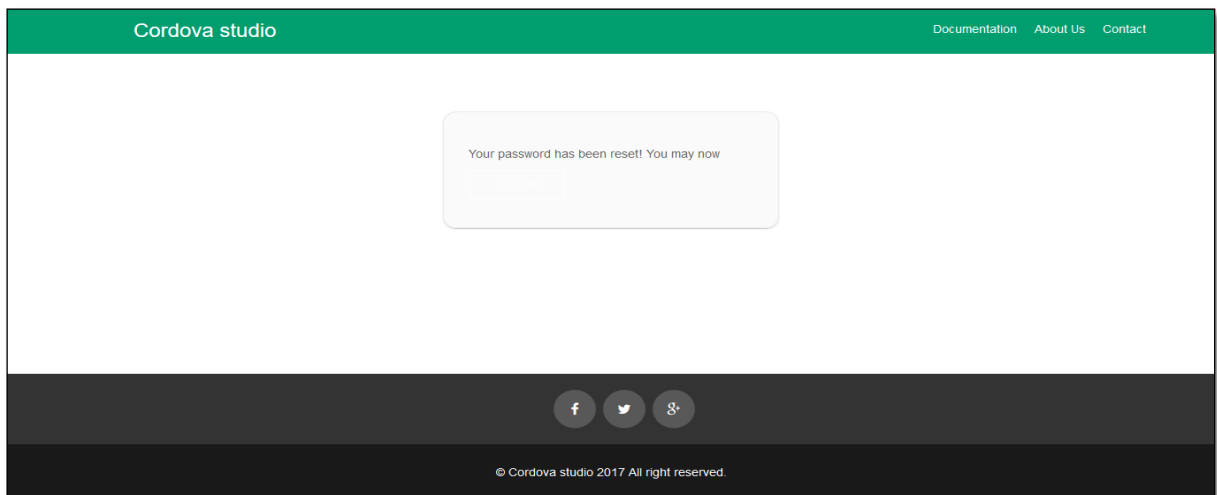 Cordova studio
Documentation About Us Contact
Your password has been reset! You may now
© Cordova studio 2017 All right reserved.